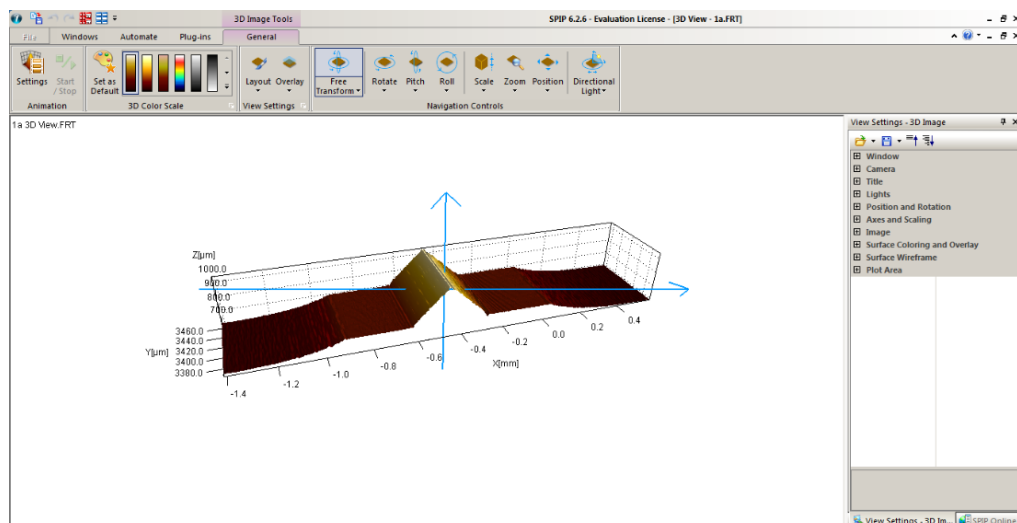 3D Image Tools
SPIP 6.2.6 - Evaluation License - [3D View - 1a.FRT]
File Windows Automate Plug-ins General
Settings Start / Stop
Set as Default
Layout Overlay
Free Transform
Rotate Pitch Roll
Scale Zoom Position
Directional Light
Animation
3D Color Scale
View Settings
Navigation Controls
1a 3D View.FRT
Z[µm]
1000.0
900.0
800.0
700.0
3460.0
3440.0
3420.0
3400.0
3380.0
Y[µm]
-1.4
-1.2
-1.0
-0.8
-0.6
-0.4
-0.2
0.0
0.2
0.4
X[mm]
View Settings - 3D Image
Window
Camera
Title
Lights
Position and Rotation
Axes and Scaling
Image
Surface Coloring and Overlay
Surface Wireframe
Plot Area
View Settings - 3D Im...
SPIP Online